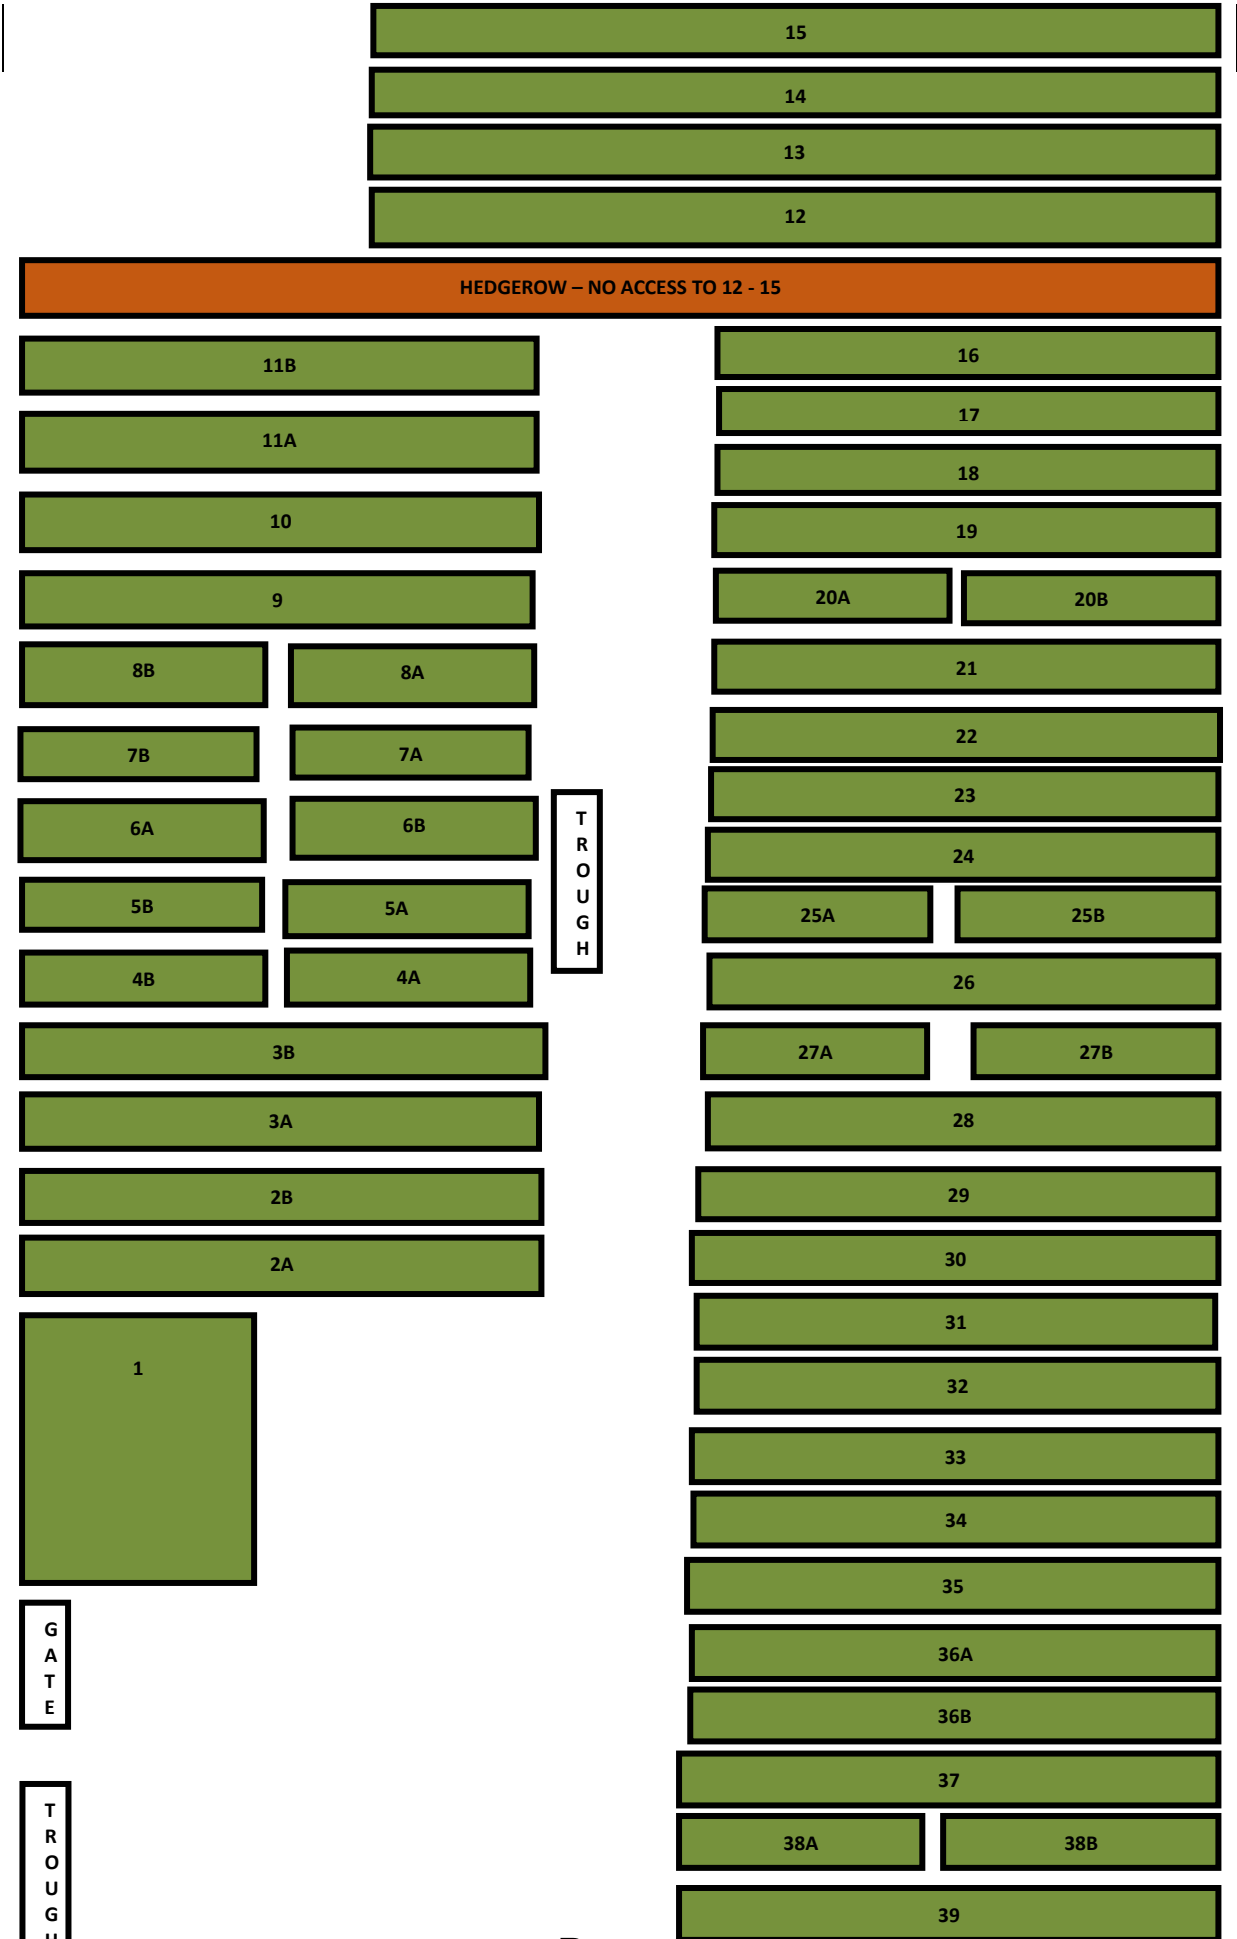 15
14
13
12
HEDGEROW – NO ACCESS TO 12 - 15
11B
16
11A
17
18
10
19
9
20A
20B
8B
8A
21
7B
7A
22
23
6A
6B
T
R
O
U
G
H
24
5B
5A
25A
25B
4B
4A
26
3B
27A
27B
3A
28
2B
29
2A
30
1
31
32
33
34
35
G
A
T
E
36A
36B
37
T
R
O
U
G
H
38A
38B
39